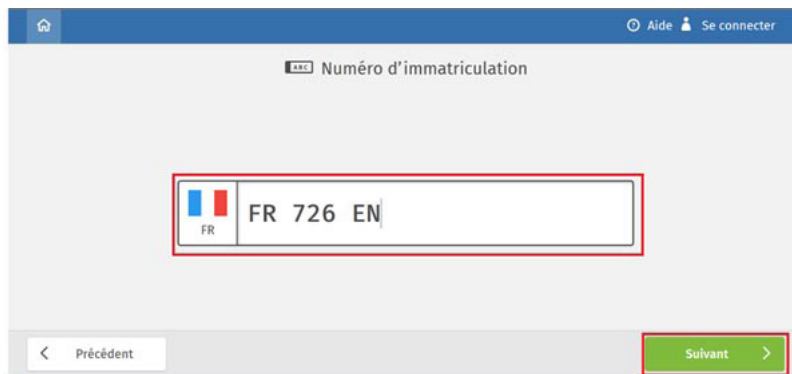 Aide Se connecter
ABC Numéro d'immatriculation
FR 726 EN
FR
Précédent Suivant